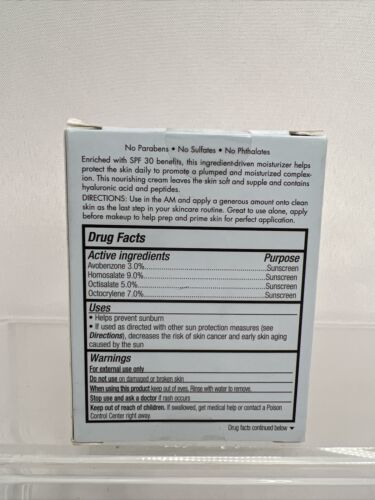 No Parabens • No Sulfates • No Phthalates
Enriched with SPF 30 benefits, this ingredient-driven moisturizer helps
protect the skin daily to promote a plumped and moisturized complex-
ion. This nourishing cream leaves the skin soft and supple and contains
hyaluronic acid and peptides.
DIRECTIONS: Use in the AM and apply a generous amount onto clean
skin as the last step in your skincare routine. Great to use alone, apply
before makeup to help prep and prime skin for perfect application.
Drug Facts
Active ingredients Purpose
Avobenzone 3.0% Sunscreen
Homosalate 9.0% Sunscreen
Octisalate 5.0% Sunscreen
Octocrylene 7.0% Sunscreen
Uses
• Helps prevent sunburn
• If used as directed with other sun protection measures (see
Directions), decreases the risk of skin cancer and early skin aging
caused by the sun
Warnings
For external use only
Do not use on damaged or broken skin
When using this product keep out of eyes. Rinse with water to remove.
Stop use and ask a doctor if rash occurs
Keep out of reach of children. If swallowed, get medical help or contact a Poison
Control Center right away.
Drug facts continued below ▼